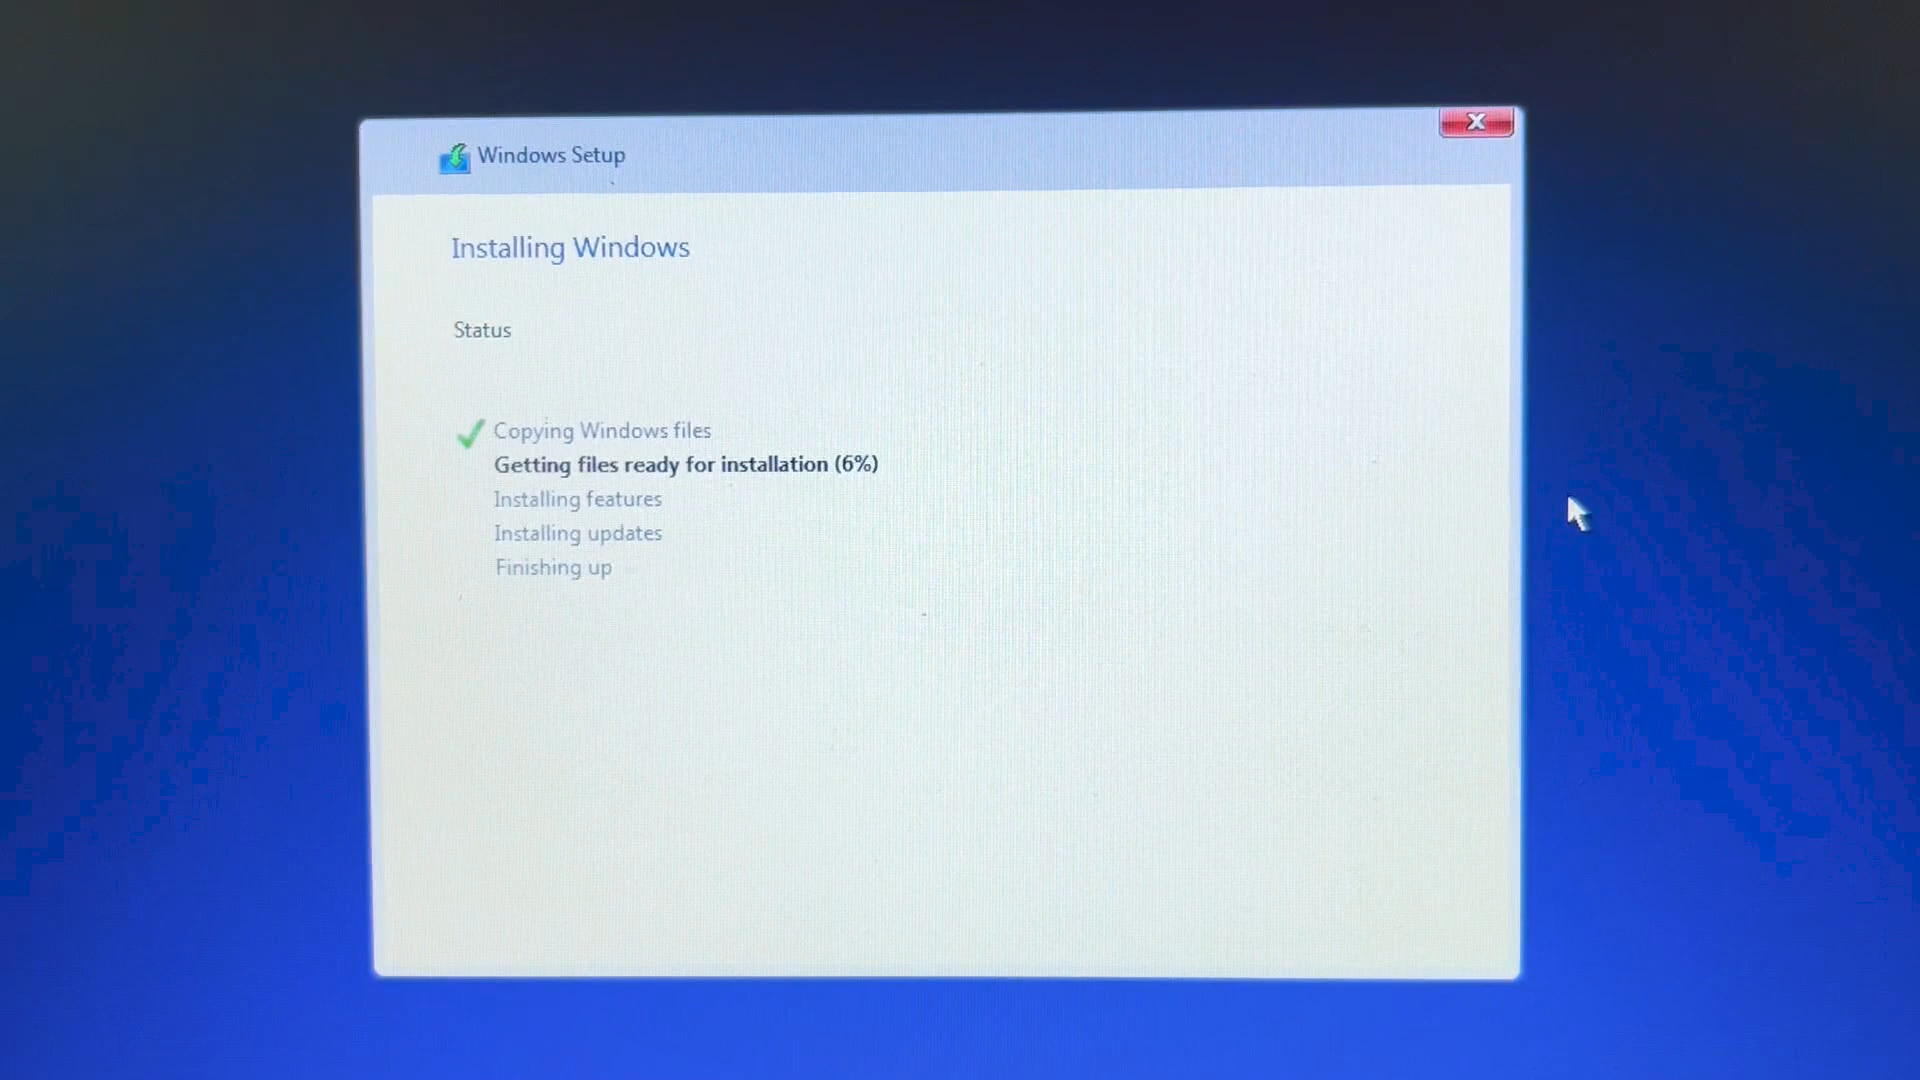 Windows Setup
Installing Windows
Status
Copying Windows files
Getting files ready for installation (6%)
Installing features
Installing updates
Finishing up